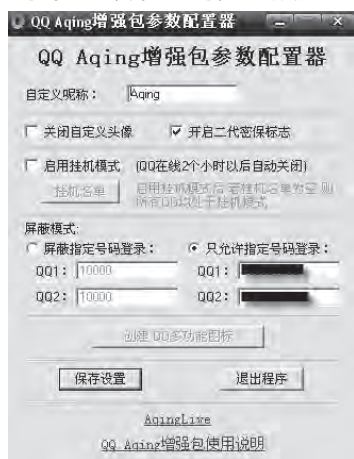 QQ Aqing增强包参数配置器
QQ Aqing增强包参数配置器
自定义昵称： Aqing
关闭自定义头像 开启二代密保标志
启用挂机模式 (QQ在线2个小时以后自动关闭)
挂机名单 启用挂机模式后 若挂机名单为空 则
所有QQ均处于挂机模式
屏蔽模式:
屏蔽指定号码登录： 只允许指定号码登录：
QQ1： 10000 QQ1：
QQ2： 10000 QQ2：
创建 QQ多功能图标
保存设置 退出程序
AqingLive
QQ Aqing增强包使用说明